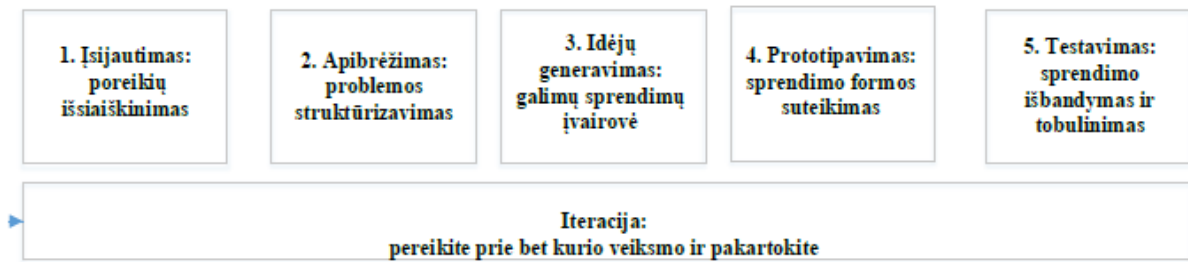 1. Įsijautimas:
poreikių
išsiaiškinimas
2. Apibrėžimas:
problemos
struktūrizavimas
3. Idėjų
generavimas:
galimų sprendimų
įvairovė
4. Prototipavimas:
sprendimo formos
suteikimas
5. Testavimas:
sprendimo
išbandymas ir
tobulinimas
Iteracija:
pereikite prie bet kurio veiksmo ir pakartokite